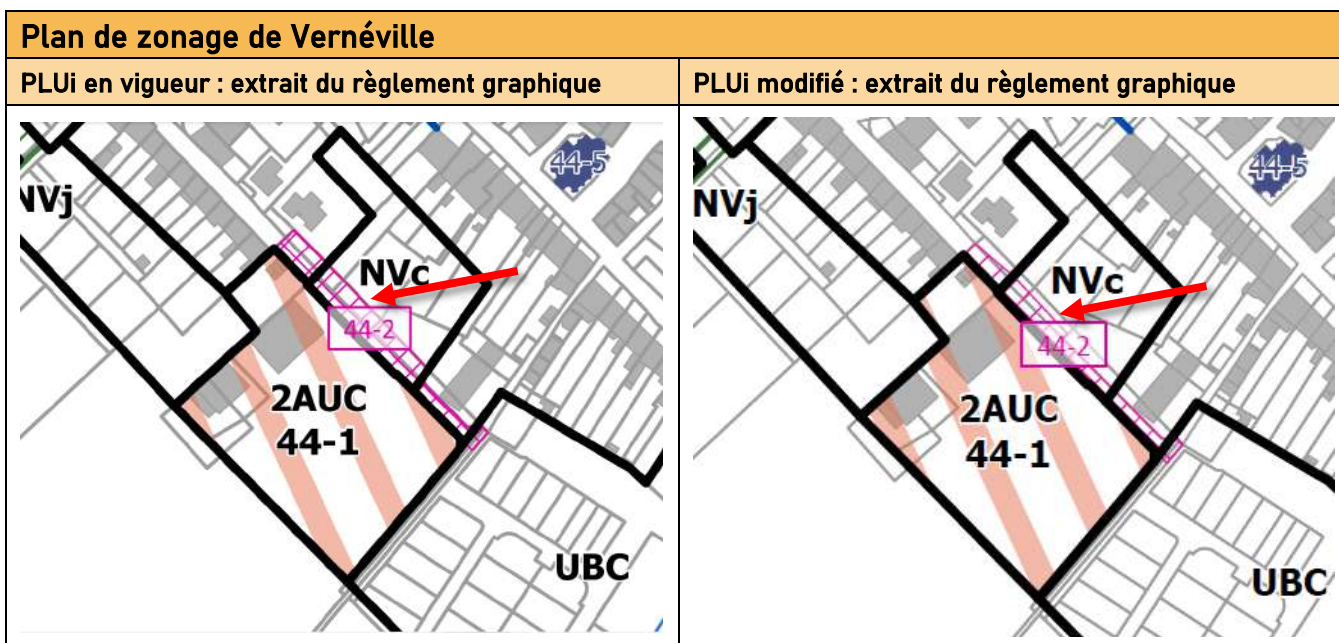 Plan de zonage de Vernéville
PLUi en vigueur : extrait du règlement graphique
PLUi modifié : extrait du règlement graphique
44-5
NVj
NVc
44-2
2AUC
44-1
UBC
44-5
NVj
NVc
44-2
2AUC
44-1
UBC